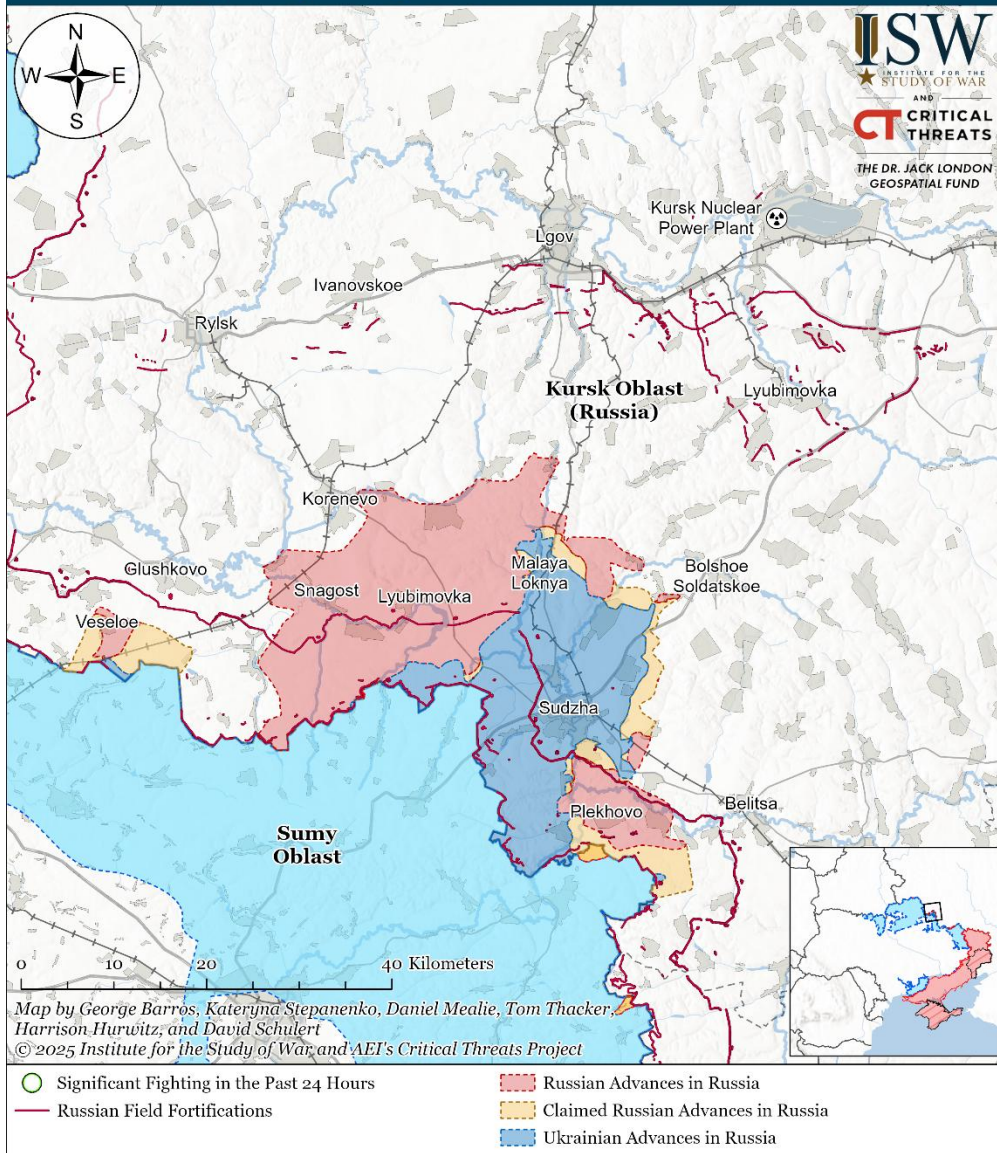 N
W E
S
ISW
INSTITUTE FOR THE
STUDY OF WAR
AND
CT CRITICAL
THREATS
THE DR. JACK LONDON
GEOSPATIAL FUND
Kursk Nuclear
Power Plant
Lgov
Ivanovskoe
Rylsk
Kursk Oblast
(Russia)
Lyubimovka
Korenevo
Glushkovo
Malaya
Loknya
Bolshoe
Soldatskoe
Snagost
Lyubimovka
Veseloe
Sudzha
Plekhovo
Belitsa
Sumy
Oblast
0 10 20 40 Kilometers
Map by George Barros, Kateryna Stepanenko, Daniel Mealie, Tom Thacker,
Harrison Hurwitz, and David Schulert
© 2025 Institute for the Study of War and AEI's Critical Threats Project
Significant Fighting in the Past 24 Hours
Russian Field Fortifications
Russian Advances in Russia
Claimed Russian Advances in Russia
Ukrainian Advances in Russia